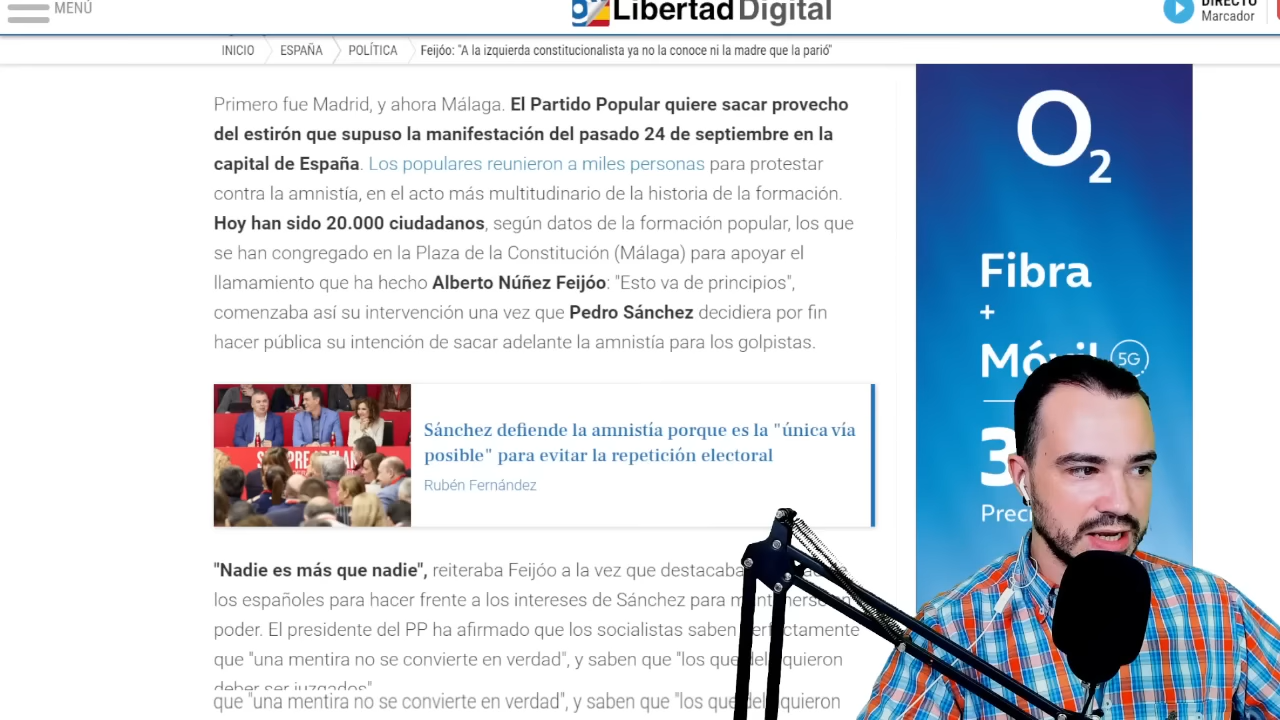 MENÚ
Libertad Digital
DIRECTO
Marcador
INICIO
ESPAÑA
POLÍTICA
Feijóo: "A la izquierda constitucionalista ya no la conoce ni la madre que la parió"
Primero fue Madrid, y ahora Málaga. El Partido Popular quiere sacar provecho
del estirón que supuso la manifestación del pasado 24 de septiembre en la
capital de España. Los populares reunieron a miles personas para protestar
contra la amnistía, en el acto más multitudinario de la historia de la formación.
Hoy han sido 20.000 ciudadanos, según datos de la formación popular, los que
se han congregado en la Plaza de la Constitución (Málaga) para apoyar el
llamamiento que ha hecho Alberto Núñez Feijóo: "Esto va de principios",
comenzaba así su intervención una vez que Pedro Sánchez decidiera por fin
hacer pública su intención de sacar adelante la amnistía para los golpistas.
Sánchez defiende la amnistía porque es la "única vía
posible" para evitar la repetición electoral
Rubén Fernández
"Nadie es más que nadie", reiteraba Feijóo a la vez que destacaba
los españoles para hacer frente a los intereses de Sánchez para
poder. El presidente del PP ha afirmado que los socialistas saben perfectamente
que "una mentira no se convierte en verdad", y saben que "los que delinquieron
deber ser juzgados"
que "una mentira no se convierte en verdad", y saben que "los que delinquieron
O2
Fibra
+
Móvil 5G
3